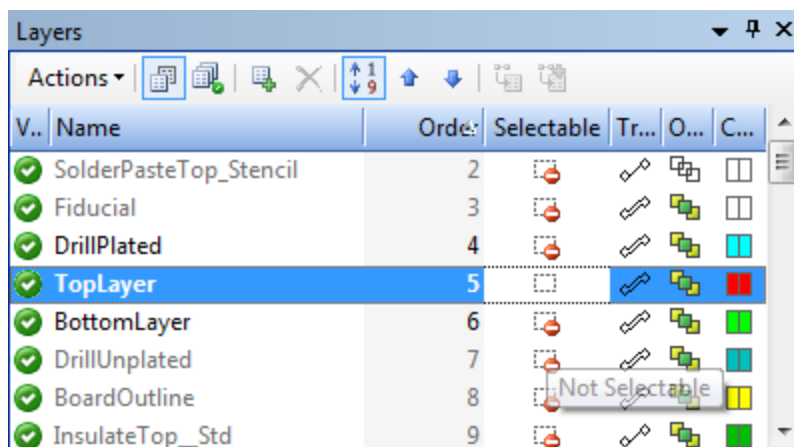 Layers
Actions
V.. Name Order Selectable Tr... O... C...
SolderPasteTop_Stencil 2
Fiducial 3
DrillPlated 4
TopLayer 5
BottomLayer 6
DrillUnplated 7
BoardOutline 8
Not Selectable
InsulateTop__Std 9